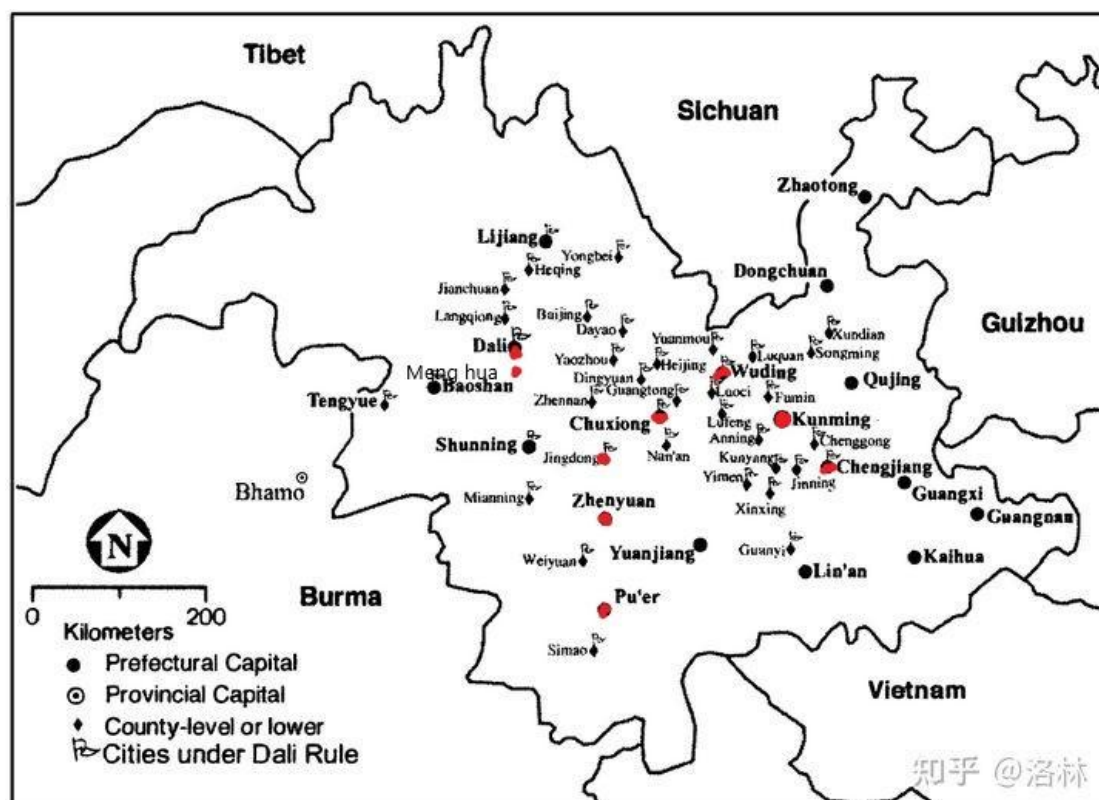 Tibet
Sichuan
Zhaotong
Lijiang
Yongbei
Heqing
Dongchuan
Jianchuan
Langqiong
Baijing
Dayao
Guizhou
Xundian
Yuanmou
Songming
Dali
Yaozhou
Heijing
Luquan
Meng hua
Dingyuan
Wuding
Qujing
Baoshan
Tengyue
Zhennan
Guangtong
Laoci
Fumin
Chuxiong
Lufeng
Kunming
Anning
Chenggong
Shunning
Jingdong
Nan'an
Kunyang
Chengjiang
Yimen
Jinning
Guangxi
Bhamo
Mianning
Zhenyuan
Xinxing
Guangnan
N
Weiyuan
Yuanjiang
Guanyi
Kaihua
Lin'an
Burma
Pu'er
0 200
Kilometers
Simao
Prefectural Capital
Provincial Capital
Vietnam
County-level or lower
Cities under Dali Rule
知乎 @洛林